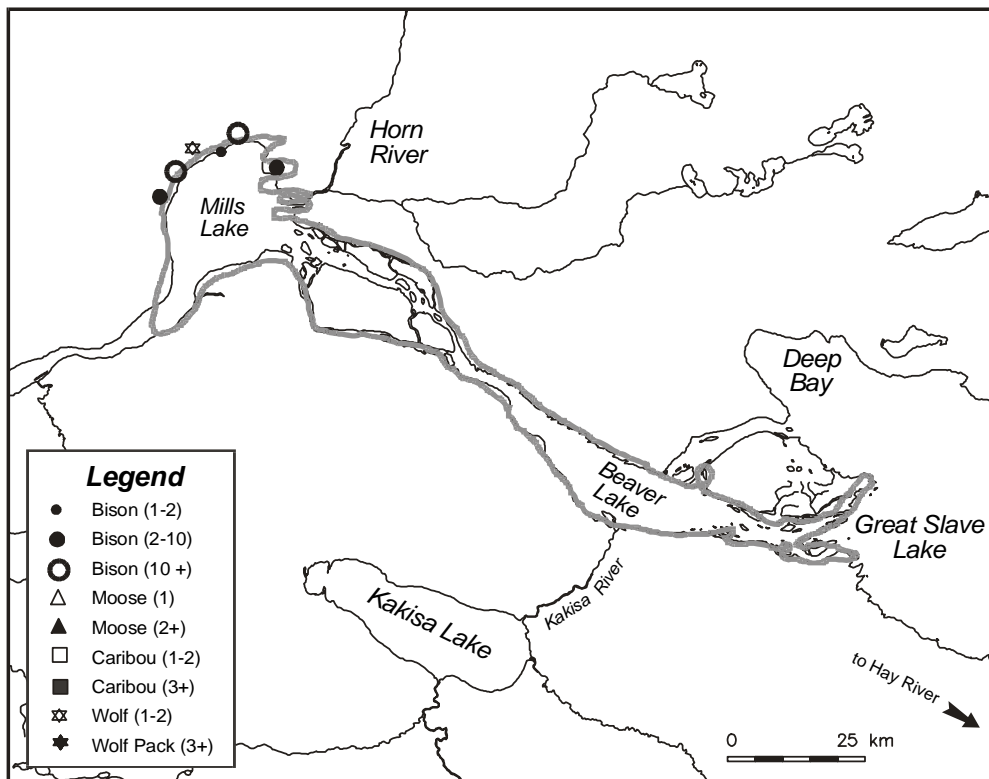 Horn
River
Mills
Lake
Deep
Bay
Beaver
Lake
Great Slave
Lake
Kakisa River
Kakisa Lake
to Hay River
0 25 km
Legend
Bison (1-2)
Bison (2-10)
Bison (10 +)
Moose (1)
Moose (2+)
Caribou (1-2)
Caribou (3+)
Wolf (1-2)
Wolf Pack (3+)